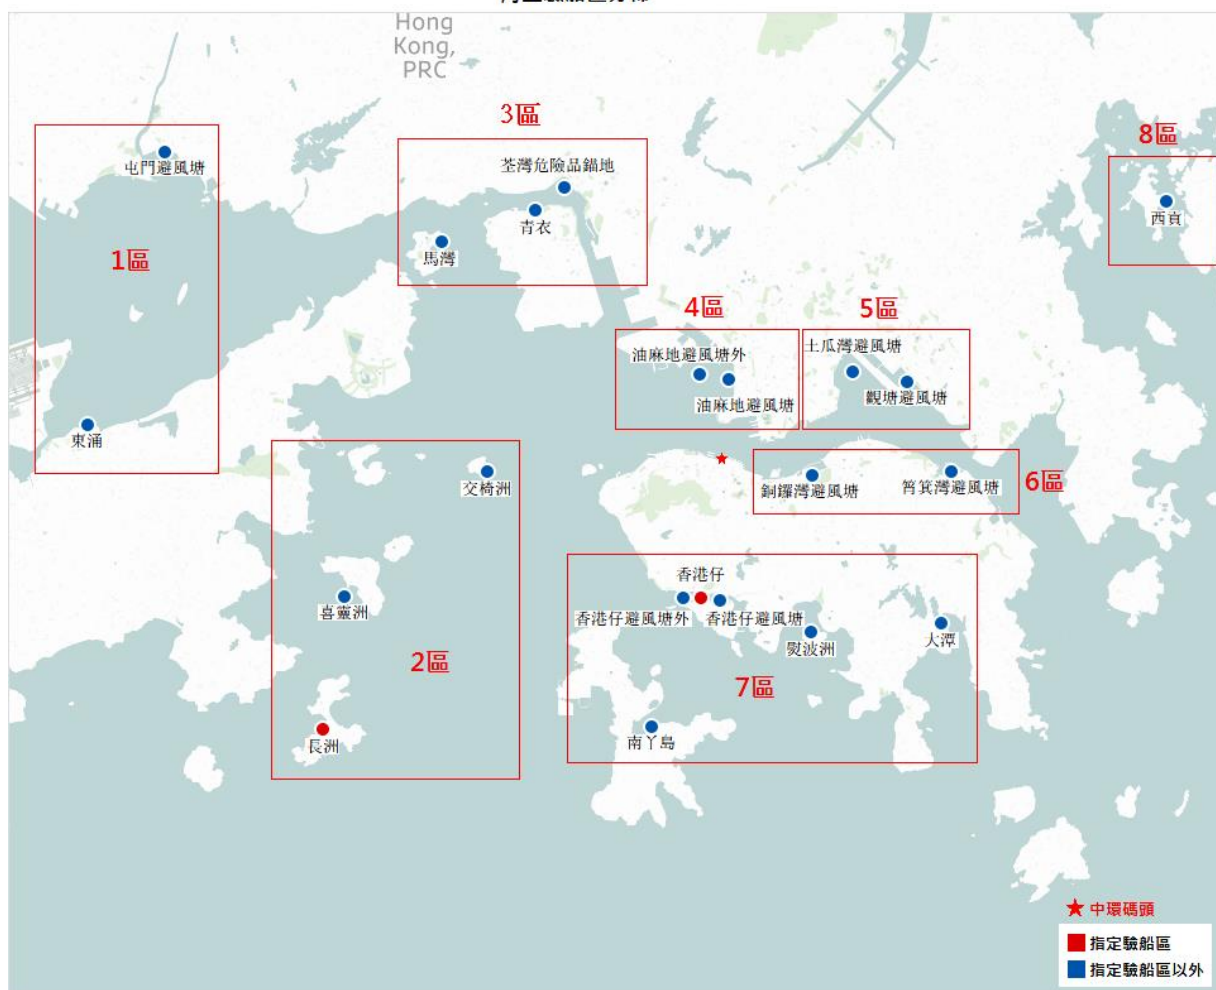 Hong
Kong,
PRC
3區
8區
屯門避風塘
荃灣危險品錨地
青衣
馬灣
西貢
1區
4區
5區
油麻地避風塘外
土瓜灣避風塘
油麻地避風塘
觀塘避風塘
東涌
交椅洲
銅鑼灣避風塘
筲箕灣避風塘
6區
香港仔
喜靈洲
香港仔避風塘外
香港仔避風塘
熨波洲
大潭
2區
7區
長洲
南丫島
中環碼頭
指定驗船區
指定驗船區以外